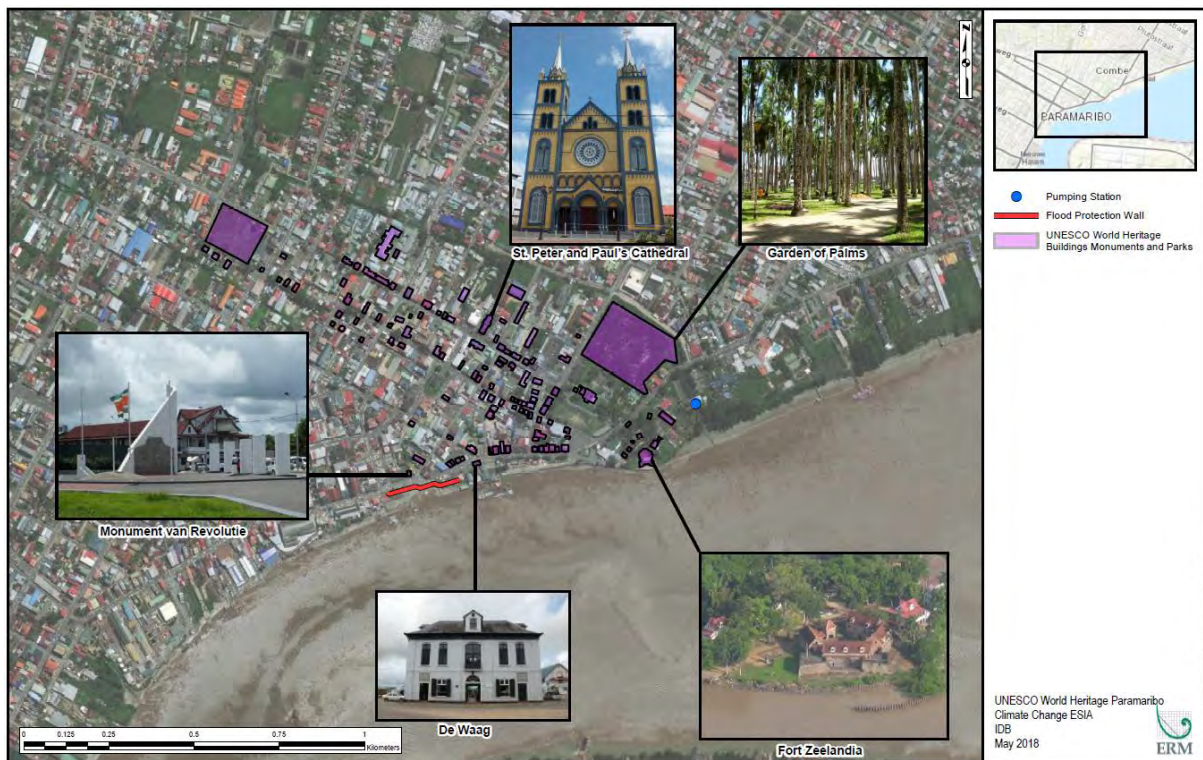 St. Peter and Paul's Cathedral
Garden of Palms
Monument van Revolutie
De Waag
Fort Zeelandia
0 0.125 0.25 0.5 0.75 1
Kilometers
Combe
PARAMARIBO
Pumping Station
Flood Protection Wall
UNESCO World Heritage
Buildings Monuments and Parks
UNESCO World Heritage Paramaribo
Climate Change ESIA
IDB
May 2018
ERM